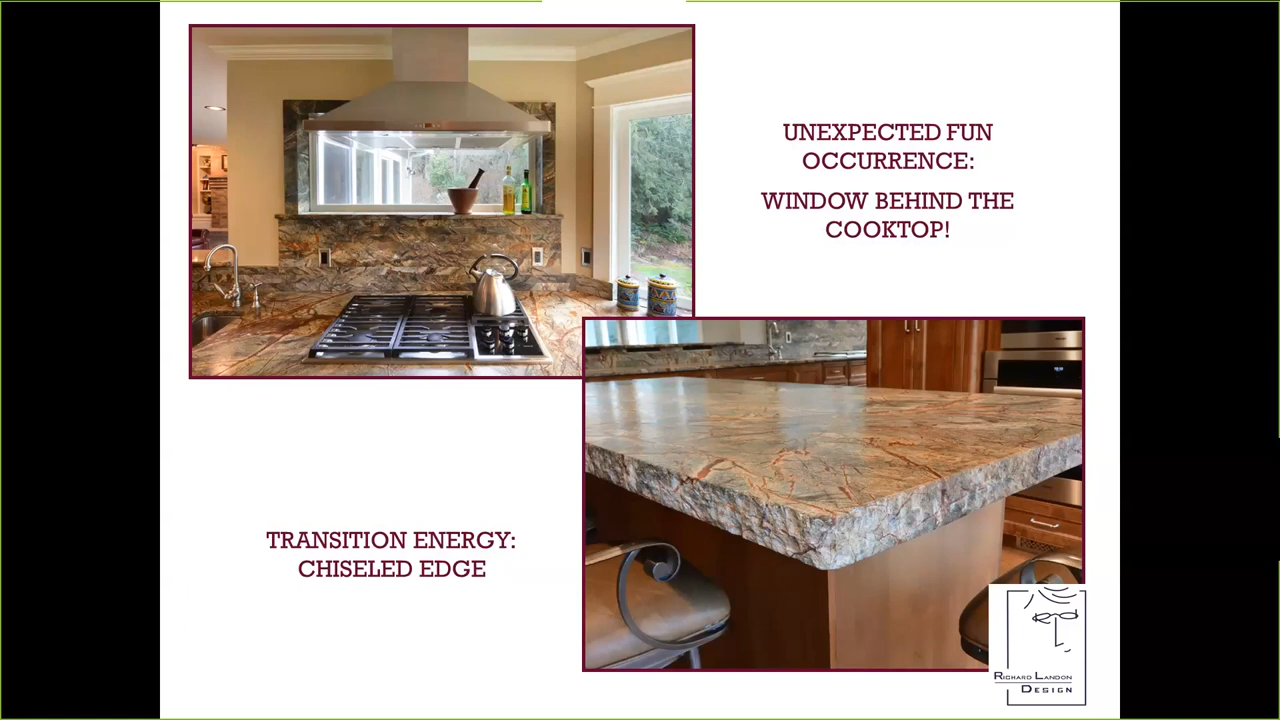 UNEXPECTED FUN
OCCURRENCE:
WINDOW BEHIND THE
COOKTOP!
TRANSITION ENERGY:
CHISELED EDGE
RICHARD LANDON
DESIGN